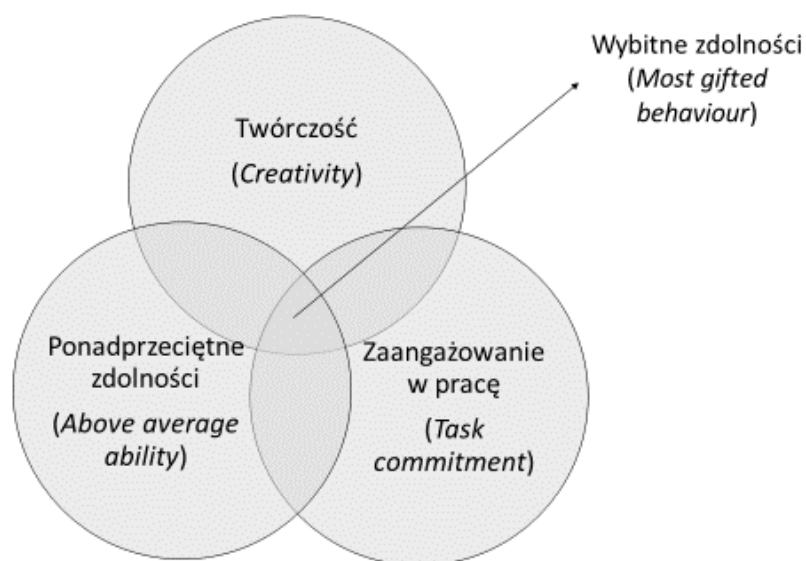 Wybitne zdolności
(Most gifted
behaviour)
Twórczość
(Creativity)
Ponadprzeciętne
zdolności
(Above average
ability)
Zaangażowanie
w pracę
(Task
commitment)